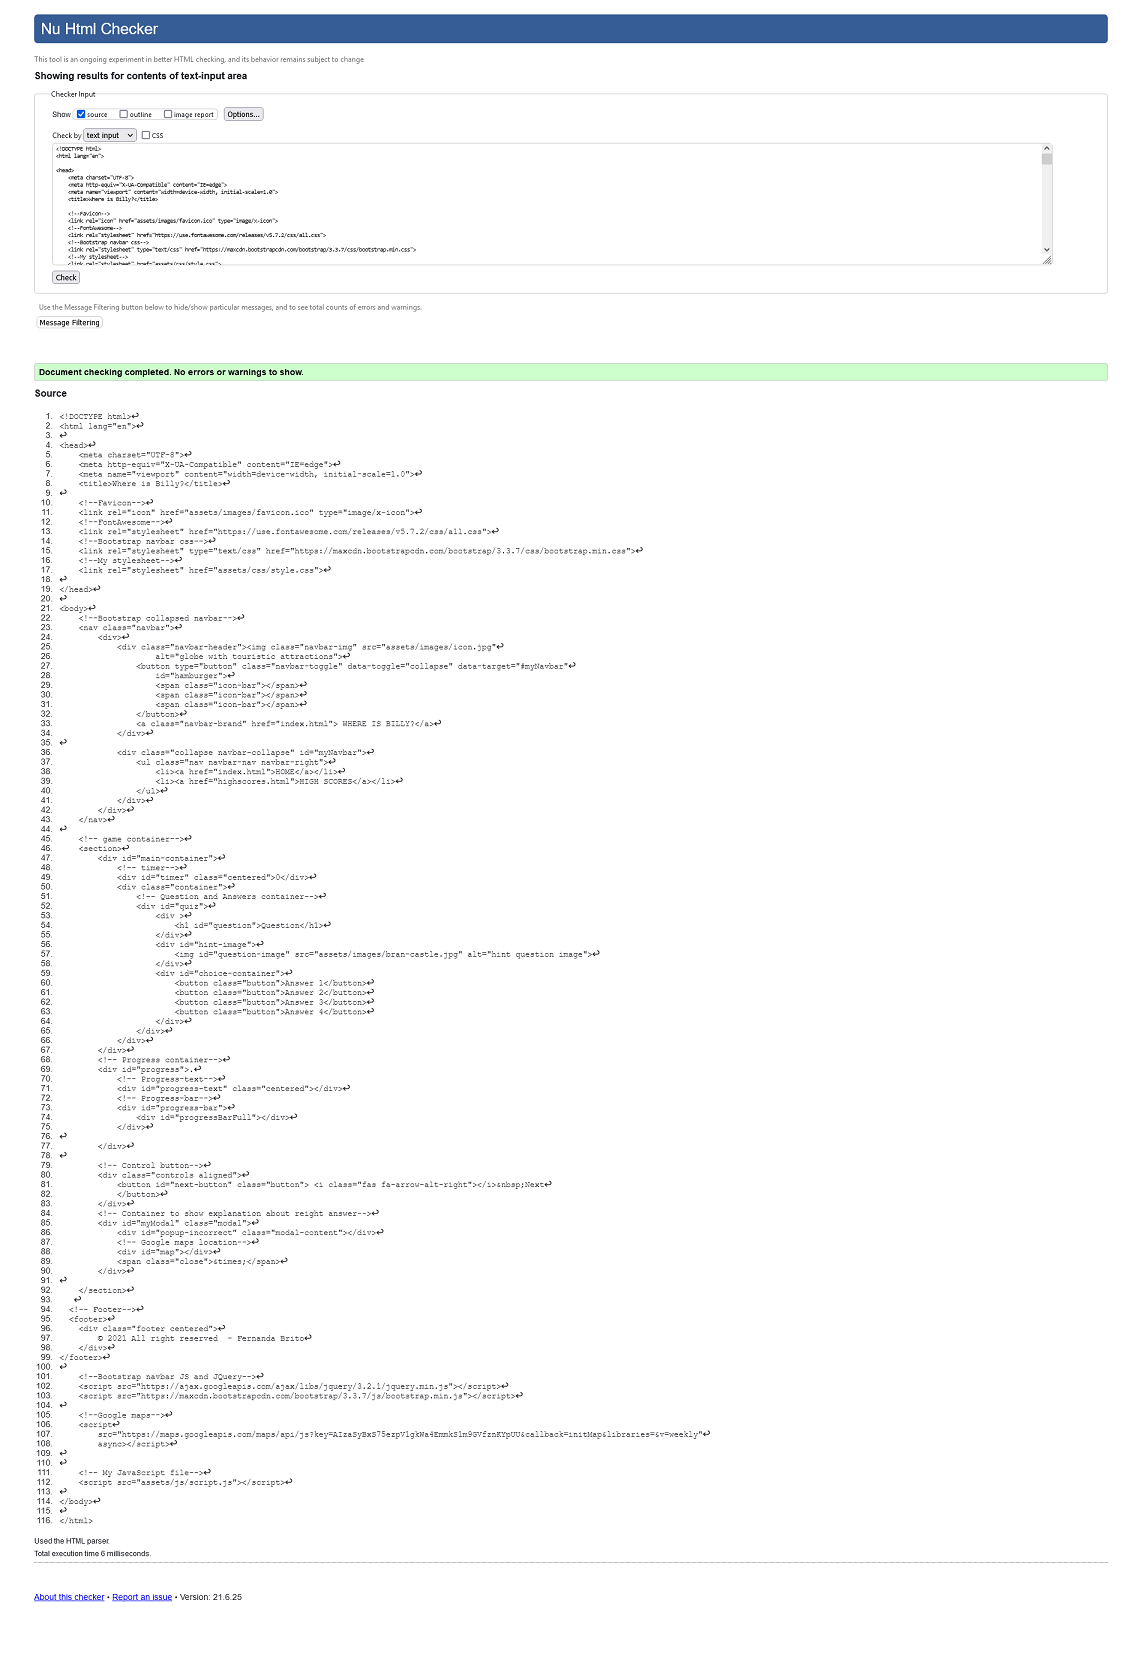 Nu Html Checker
This tool is an ongoing experiment in better HTML checking, and its behavior remains subject to change
Showing results for contents of text-input area
Checker Input
Show source outline image report Options...
Check by text input CSS
<!DOCTYPE html>
<html lang="en">
<head>
<meta charset="UTF-8">
<meta http-equiv="X-UA-Compatible" content="IE=edge">
<meta name="viewport" content="width=device-width, initial-scale=1.0">
<title>Where is Billy?</title>
<!--Favicon-->
<link rel="icon" href="assets/images/favicon.ico" type="image/x-icon">
<!--FontAwesome-->
<link rel="stylesheet" href="https://use.fontawesome.com/releases/v5.7.2/css/all.css">
<!--Bootstrap navbar css-->
<link rel="stylesheet" type="text/css" href="https://maxcdn.bootstrapcdn.com/bootstrap/3.3.7/css/bootstrap.min.css">
<!--My stylesheet-->
<link rel="stylesheet" href="assets/css/style.css">
Check
Use the Message Filtering button below to hide/show particular messages, and to see total counts of errors and warnings.
Message Filtering
Document checking completed. No errors or warnings to show.
Source
1. <!DOCTYPE html>↩
2. <html lang="en">↩
3. ↩
4. <head>↩
5.     <meta charset="UTF-8">↩
6.     <meta http-equiv="X-UA-Compatible" content="IE=edge">↩
7.     <meta name="viewport" content="width=device-width, initial-scale=1.0">↩
8.     <title>Where is Billy?</title>↩
9. ↩
10.     <!--Favicon-->↩
11.     <link rel="icon" href="assets/images/favicon.ico" type="image/x-icon">↩
12.     <!--FontAwesome-->↩
13.     <link rel="stylesheet" href="https://use.fontawesome.com/releases/v5.7.2/css/all.css">↩
14.     <!--Bootstrap navbar css-->↩
15.     <link rel="stylesheet" type="text/css" href="https://maxcdn.bootstrapcdn.com/bootstrap/3.3.7/css/bootstrap.min.css">↩
16.     <!--My stylesheet-->↩
17.     <link rel="stylesheet" href="assets/css/style.css">↩
18. ↩
19. </head>↩
20. ↩
21. <body>↩
22.     <!--Bootstrap collapsed navbar-->↩
23.     <nav class="navbar">↩
24.         <div>↩
25.             <div class="navbar-header"><img class="navbar-img" src="assets/images/icon.jpg"↩
26.                     alt="globe with touristic attractions">↩
27.                 <button type="button" class="navbar-toggle" data-toggle="collapse" data-target="#myNavbar"↩
28.                     id="hamburger">↩
29.                     <span class="icon-bar"></span>↩
30.                     <span class="icon-bar"></span>↩
31.                     <span class="icon-bar"></span>↩
32.                 </button>↩
33.                 <a class="navbar-brand" href="index.html"> WHERE IS BILLY?</a>↩
34.             </div>↩
35. ↩
36.             <div class="collapse navbar-collapse" id="myNavbar">↩
37.                 <ul class="nav navbar-nav navbar-right">↩
38.                     <li><a href="index.html">HOME</a></li>↩
39.                     <li><a href="highscores.html">HIGH SCORES</a></li>↩
40.                 </ul>↩
41.             </div>↩
42.         </div>↩
43.     </nav>↩
44. ↩
45.     <!-- game container-->↩
46.     <section>↩
47.         <div id="main-container">↩
48.             <!-- timer-->↩
49.             <div id="timer" class="centered">0</div>↩
50.             <div class="container">↩
51.                 <!-- Question and Answers container-->↩
52.                 <div id="quiz">↩
53.                     <div >↩
54.                         <h1 id="question">Question</h1>↩
55.                     </div>↩
56.                     <div id="hint-image">↩
57.                         <img id="question-image" src="assets/images/bran-castle.jpg" alt="hint question image">↩
58.                     </div>↩
59.                     <div id="choice-container">↩
60.                         <button class="button">Answer 1</button>↩
61.                         <button class="button">Answer 2</button>↩
62.                         <button class="button">Answer 3</button>↩
63.                         <button class="button">Answer 4</button>↩
64.                     </div>↩
65.                 </div>↩
66.             </div>↩
67.         </div>↩
68.         <!-- Progress container-->↩
69.         <div id="progress">.↩
70.             <!-- Progress-text-->↩
71.             <div id="progress-text" class="centered"></div>↩
72.             <!-- Progress-bar-->↩
73.             <div id="progress-bar">↩
74.                 <div id="progressBarFull"></div>↩
75.             </div>↩
76. ↩
77.         </div>↩
78. ↩
79.         <!-- Control button-->↩
80.         <div class="controls aligned">↩
81.             <button id="next-button" class="button"> <i class="fas fa-arrow-alt-right"></i>&nbsp;Next↩
82.             </button>↩
83.         </div>↩
84.         <!-- Container to show explanation about reight answer-->↩
85.         <div id="myModal" class="modal">↩
86.             <div id="popup-incorrect" class="modal-content"></div>↩
87.             <!-- Google maps location-->↩
88.             <div id="map"></div>↩
89.             <span class="close">&times;</span>↩
90.         </div>↩
91. ↩
92.     </section>↩
93.    ↩
94.   <!-- Footer-->↩
95.   <footer>↩
96.     <div class="footer centered">↩
97.         © 2021 All right reserved  - Fernanda Brito↩
98.     </div>↩
99. </footer>↩
100. ↩
101.     <!--Bootstrap navbar JS and JQuery-->↩
102.     <script src="https://ajax.googleapis.com/ajax/libs/jquery/3.2.1/jquery.min.js"></script>↩
103.     <script src="https://maxcdn.bootstrapcdn.com/bootstrap/3.3.7/js/bootstrap.min.js"></script>↩
104. ↩
105.     <!--Google maps-->↩
106.     <script↩
107.         src="https://maps.googleapis.com/maps/api/js?key=AIzaSyBxS75ezpV1gkWa4EmmkSlm9GVfznKYpUU&callback=initMap&libraries=&v=weekly"↩
108.         async></script>↩
109. ↩
110. ↩
111.     <!-- My JavaScript file-->↩
112.     <script src="assets/js/script.js"></script>↩
113. ↩
114. </body>↩
115. ↩
116. </html>
Used the HTML parser.
Total execution time 6 milliseconds.
About this checker • Report an issue • Version: 21.6.25